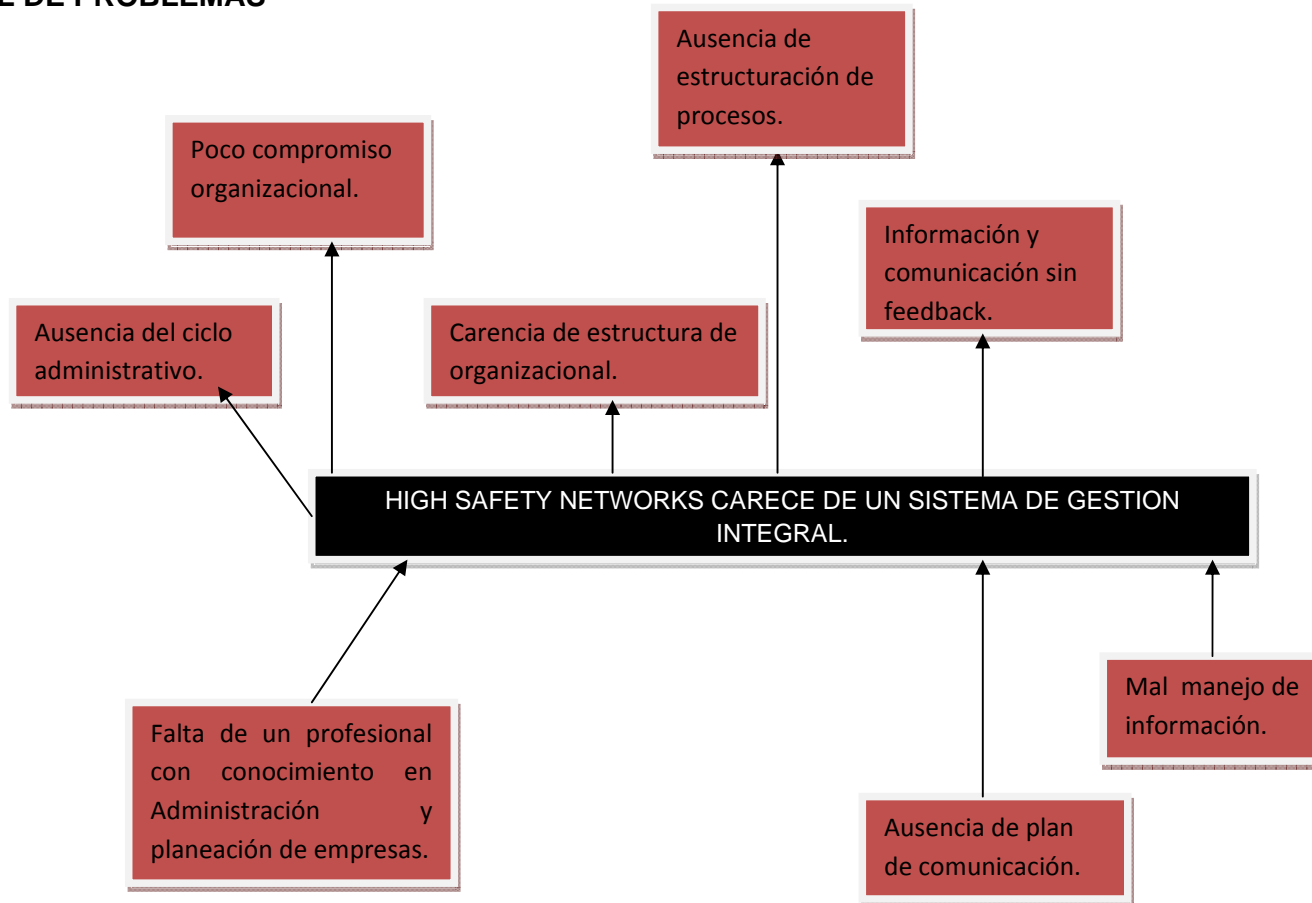 E DE PROBLEMAS
Ausencia de
estructuración de
procesos.
Poco compromiso
organizacional.
Información y
comunicación sin
feedback.
Ausencia del ciclo
administrativo.
Carencia de estructura de
organizacional.
HIGH SAFETY NETWORKS CARECE DE UN SISTEMA DE GESTION
INTEGRAL.
Falta de un profesional
con conocimiento en
Administración y
planeación de empresas.
Mal manejo de
información.
Ausencia de plan
de comunicación.